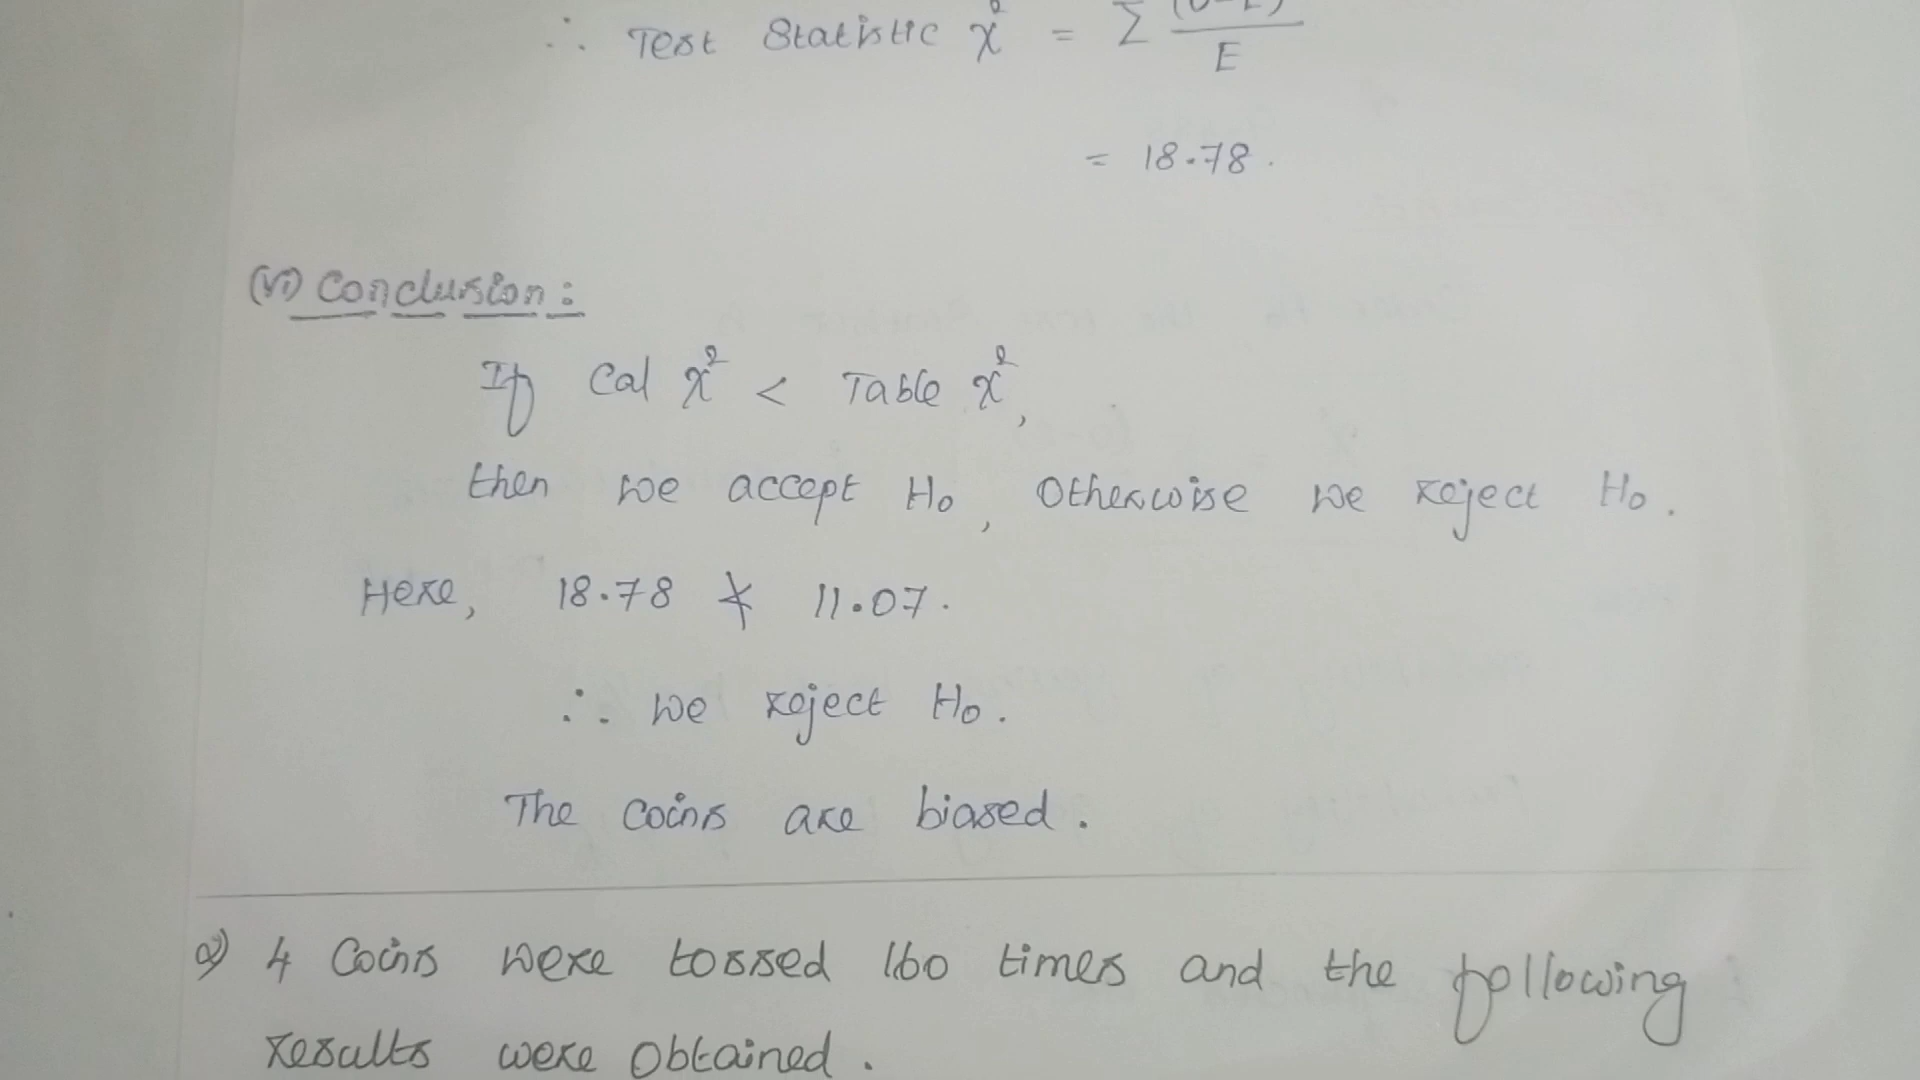 ∴ Test Statistic χ² = Σ (O-E)² / E
= 18.78.
(vi) Conclusion:
If Cal χ² < Table χ²,
then we accept H₀, Otherwise we reject H₀.
Here, 18.78 ≮ 11.07.
∴ We reject H₀.
The Coins are biased.
2) 4 Coins were tossed 160 times and the following
results were Obtained.